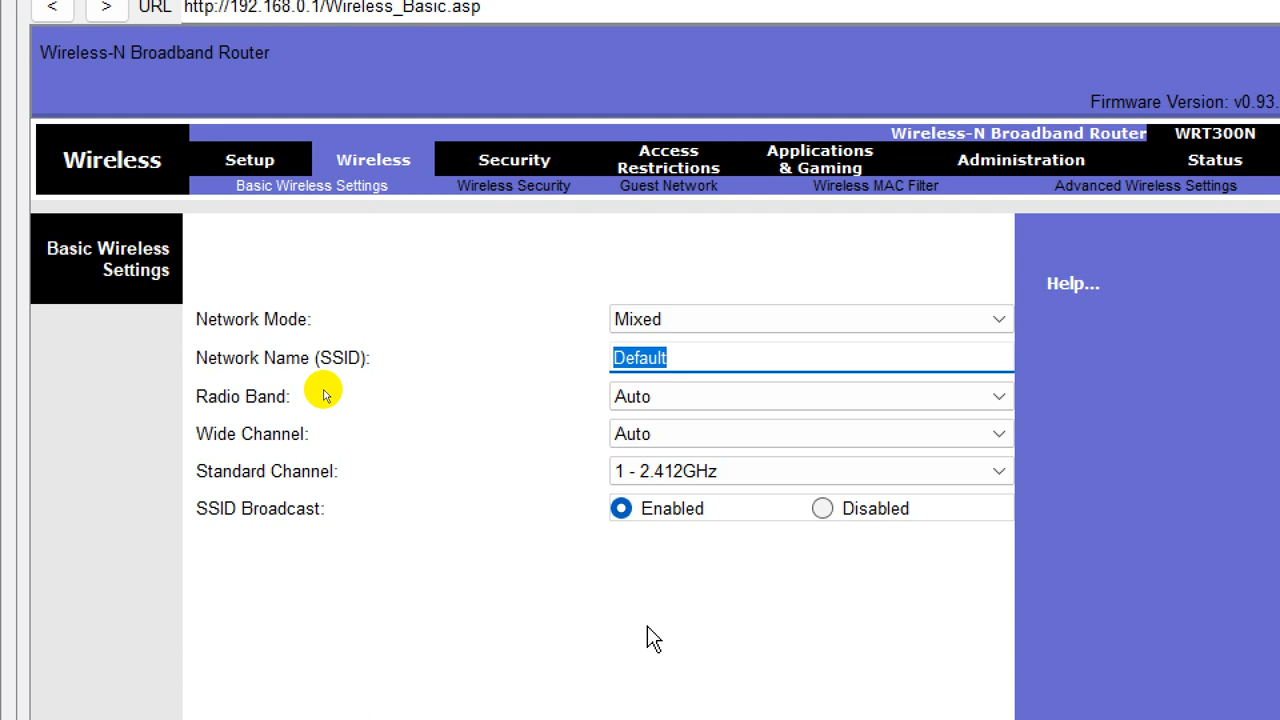 < > URL http://192.168.0.1/Wireless_Basic.asp
Wireless-N Broadband Router
Firmware Version: v0.93.
Wireless-N Broadband Router WRT300N
Wireless
Setup Wireless Security Access Restrictions Applications & Gaming Administration Status
Basic Wireless Settings Wireless Security Guest Network Wireless MAC Filter Advanced Wireless Settings
Basic Wireless
Settings
Help...
Network Mode: Mixed
Network Name (SSID): Default
Radio Band: Auto
Wide Channel: Auto
Standard Channel: 1 - 2.412GHz
SSID Broadcast: Enabled Disabled